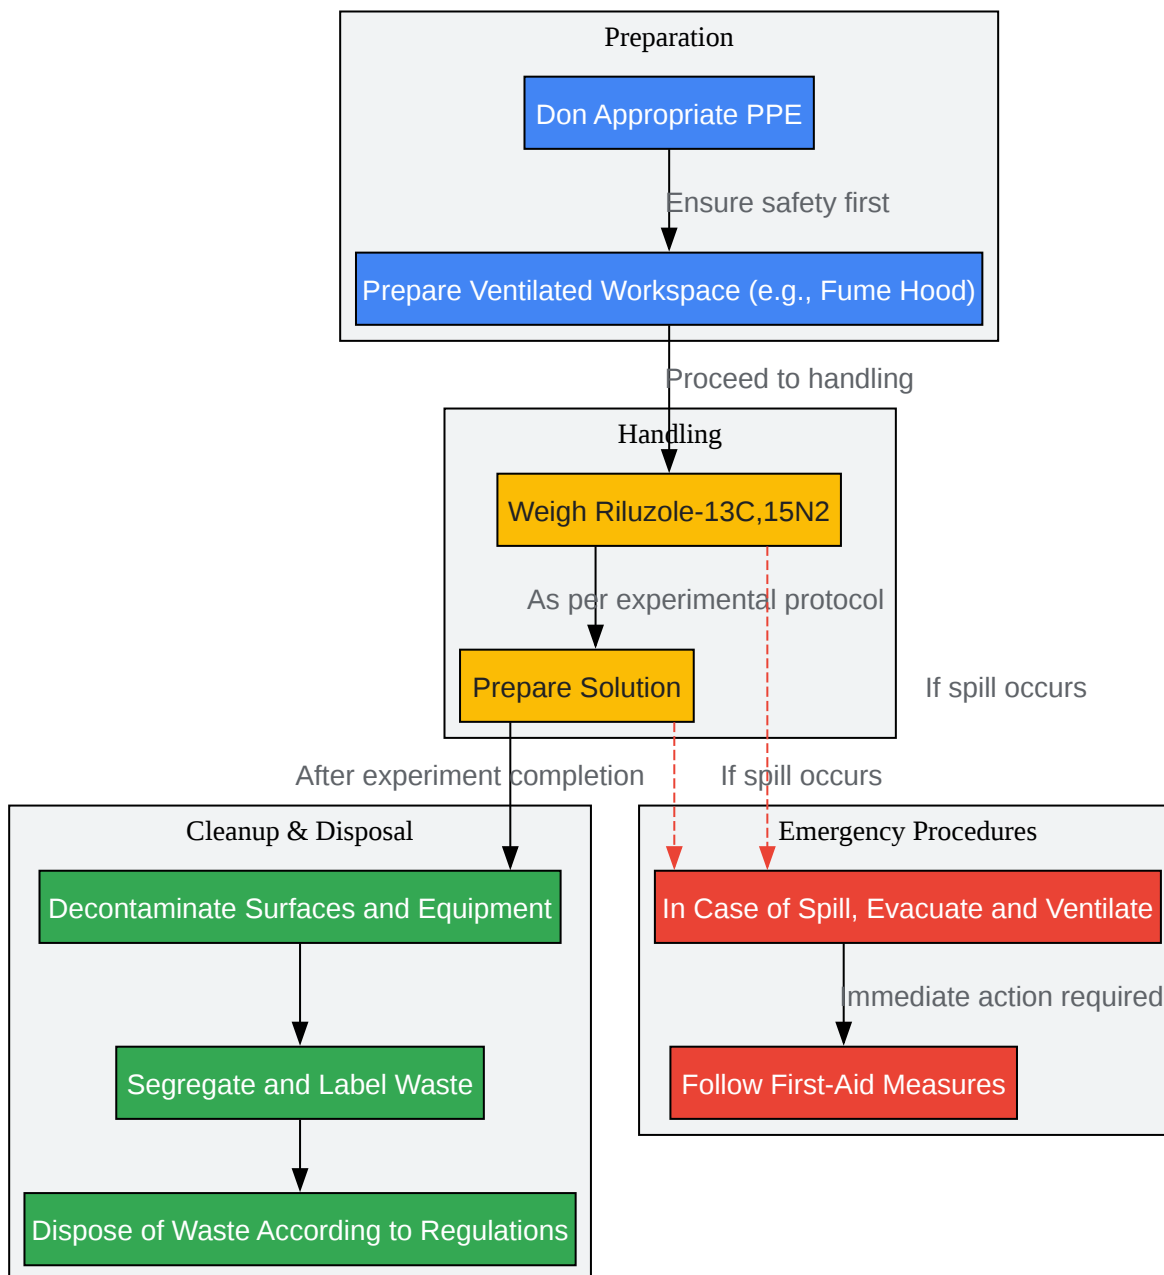 Preparation
Don Appropriate PPE
Ensure safety first
Prepare Ventilated Workspace (e.g., Fume Hood)
Proceed to handling
Handling
Weigh Riluzole-13C,15N2
As per experimental protocol
Prepare Solution
If spill occurs
After experiment completion
If spill occurs
Cleanup & Disposal
Emergency Procedures
Decontaminate Surfaces and Equipment
In Case of Spill, Evacuate and Ventilate
Immediate action required
Segregate and Label Waste
Follow First-Aid Measures
Dispose of Waste According to Regulations